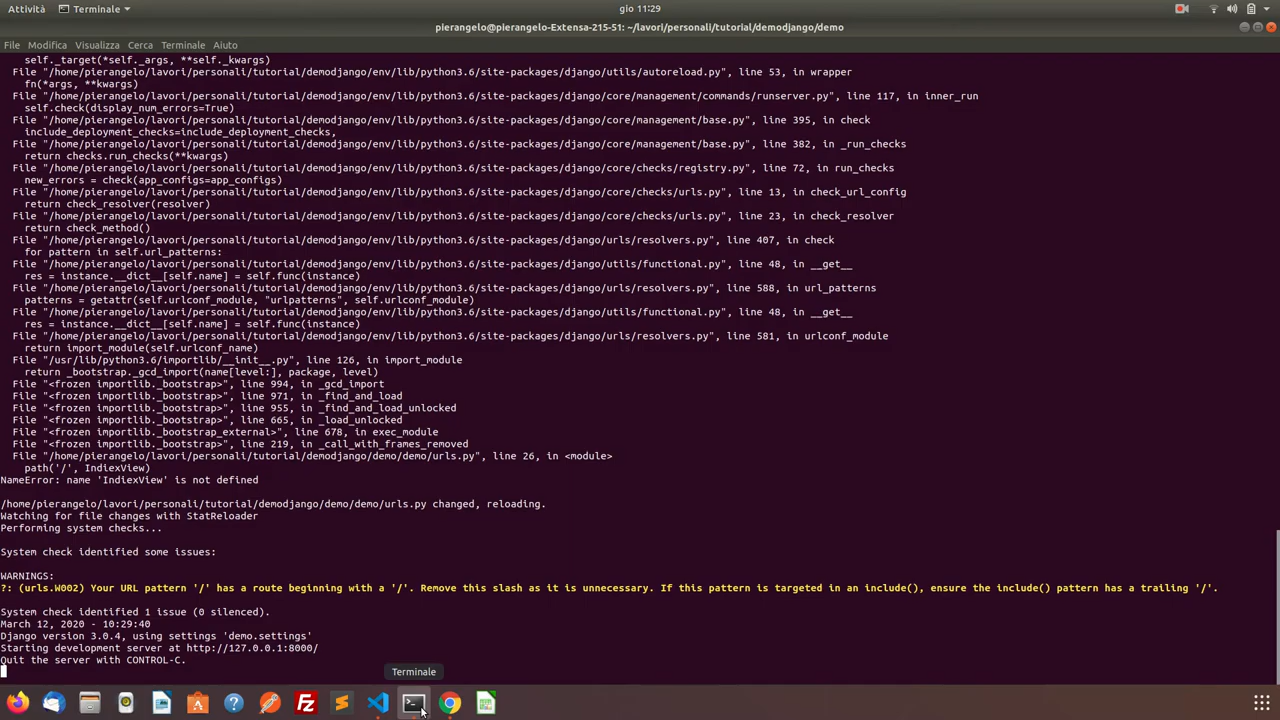 Attività
Terminale
gio 11:29
pierangelo@pierangelo-Extensa-215-51: ~/lavori/personali/tutorial/demodjango/demo
File Modifica Visualizza Cerca Terminale Aiuto
self._target(*self._args, **self._kwargs)
File "/home/pierangelo/lavori/personali/tutorial/demodjango/env/lib/python3.6/site-packages/django/utils/autoreload.py", line 53, in wrapper
fn(*args, **kwargs)
File "/home/pierangelo/lavori/personali/tutorial/demodjango/env/lib/python3.6/site-packages/django/core/management/commands/runserver.py", line 117, in inner_run
self.check(display_num_errors=True)
File "/home/pierangelo/lavori/personali/tutorial/demodjango/env/lib/python3.6/site-packages/django/core/management/base.py", line 395, in check
include_deployment_checks=include_deployment_checks,
File "/home/pierangelo/lavori/personali/tutorial/demodjango/env/lib/python3.6/site-packages/django/core/management/base.py", line 382, in _run_checks
return checks.run_checks(**kwargs)
File "/home/pierangelo/lavori/personali/tutorial/demodjango/env/lib/python3.6/site-packages/django/core/checks/registry.py", line 72, in run_checks
new_errors = check(app_configs=app_configs)
File "/home/pierangelo/lavori/personali/tutorial/demodjango/env/lib/python3.6/site-packages/django/core/checks/urls.py", line 13, in check_url_config
return check_resolver(resolver)
File "/home/pierangelo/lavori/personali/tutorial/demodjango/env/lib/python3.6/site-packages/django/core/checks/urls.py", line 23, in check_resolver
return check_method()
File "/home/pierangelo/lavori/personali/tutorial/demodjango/env/lib/python3.6/site-packages/django/urls/resolvers.py", line 407, in check
for pattern in self.url_patterns:
File "/home/pierangelo/lavori/personali/tutorial/demodjango/env/lib/python3.6/site-packages/django/utils/functional.py", line 48, in __get__
res = instance.__dict__[self.name] = self.func(instance)
File "/home/pierangelo/lavori/personali/tutorial/demodjango/env/lib/python3.6/site-packages/django/urls/resolvers.py", line 588, in url_patterns
patterns = getattr(self.urlconf_module, "urlpatterns", self.urlconf_module)
File "/home/pierangelo/lavori/personali/tutorial/demodjango/env/lib/python3.6/site-packages/django/utils/functional.py", line 48, in __get__
res = instance.__dict__[self.name] = self.func(instance)
File "/home/pierangelo/lavori/personali/tutorial/demodjango/env/lib/python3.6/site-packages/django/urls/resolvers.py", line 581, in urlconf_module
return import_module(self.urlconf_name)
File "/usr/lib/python3.6/importlib/__init__.py", line 126, in import_module
return _bootstrap._gcd_import(name[level:], package, level)
File "<frozen importlib._bootstrap>", line 994, in _gcd_import
File "<frozen importlib._bootstrap>", line 971, in _find_and_load
File "<frozen importlib._bootstrap>", line 955, in _find_and_load_unlocked
File "<frozen importlib._bootstrap>", line 665, in _load_unlocked
File "<frozen importlib._bootstrap_external>", line 678, in exec_module
File "<frozen importlib._bootstrap>", line 219, in _call_with_frames_removed
File "/home/pierangelo/lavori/personali/tutorial/demodjango/demo/demo/urls.py", line 26, in <module>
path('/', IndiexView)
NameError: name 'IndiexView' is not defined
/home/pierangelo/lavori/personali/tutorial/demodjango/demo/demo/urls.py changed, reloading.
Watching for file changes with StatReloader
Performing system checks...
System check identified some issues:
WARNINGS:
?: (urls.W002) Your URL pattern '/' has a route beginning with a '/'. Remove this slash as it is unnecessary. If this pattern is targeted in an include(), ensure the include() pattern has a trailing '/'.
System check identified 1 issue (0 silenced).
March 12, 2020 - 10:29:40
Django version 3.0.4, using settings 'demo.settings'
Starting development server at http://127.0.0.1:8000/
Quit the server with CONTROL-C.
Terminale